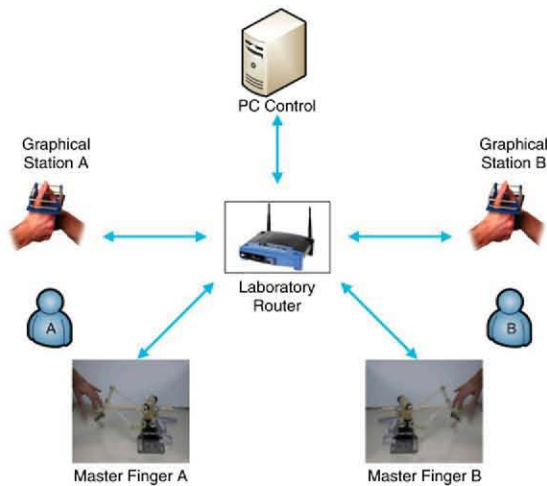 PC Control
Graphical
Station A
Graphical
Station B
Laboratory
Router
A
B
Master Finger A
Master Finger B